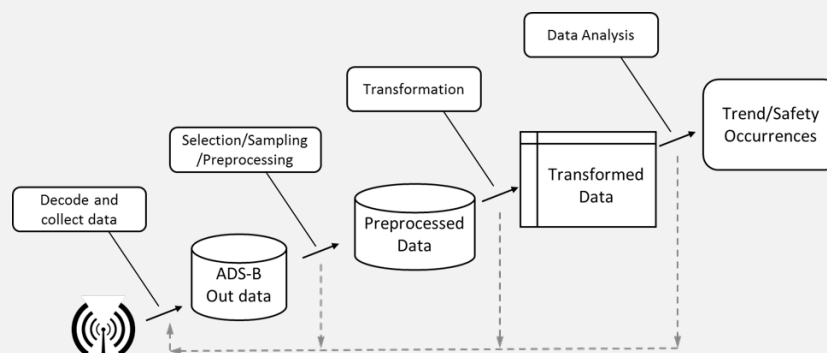 Data Analysis
Transformation
Trend/Safety
Occurrences
Selection/Sampling
/Preprocessing
Transformed
Data
Decode and
collect data
Preprocessed
Data
ADS-B
Out data